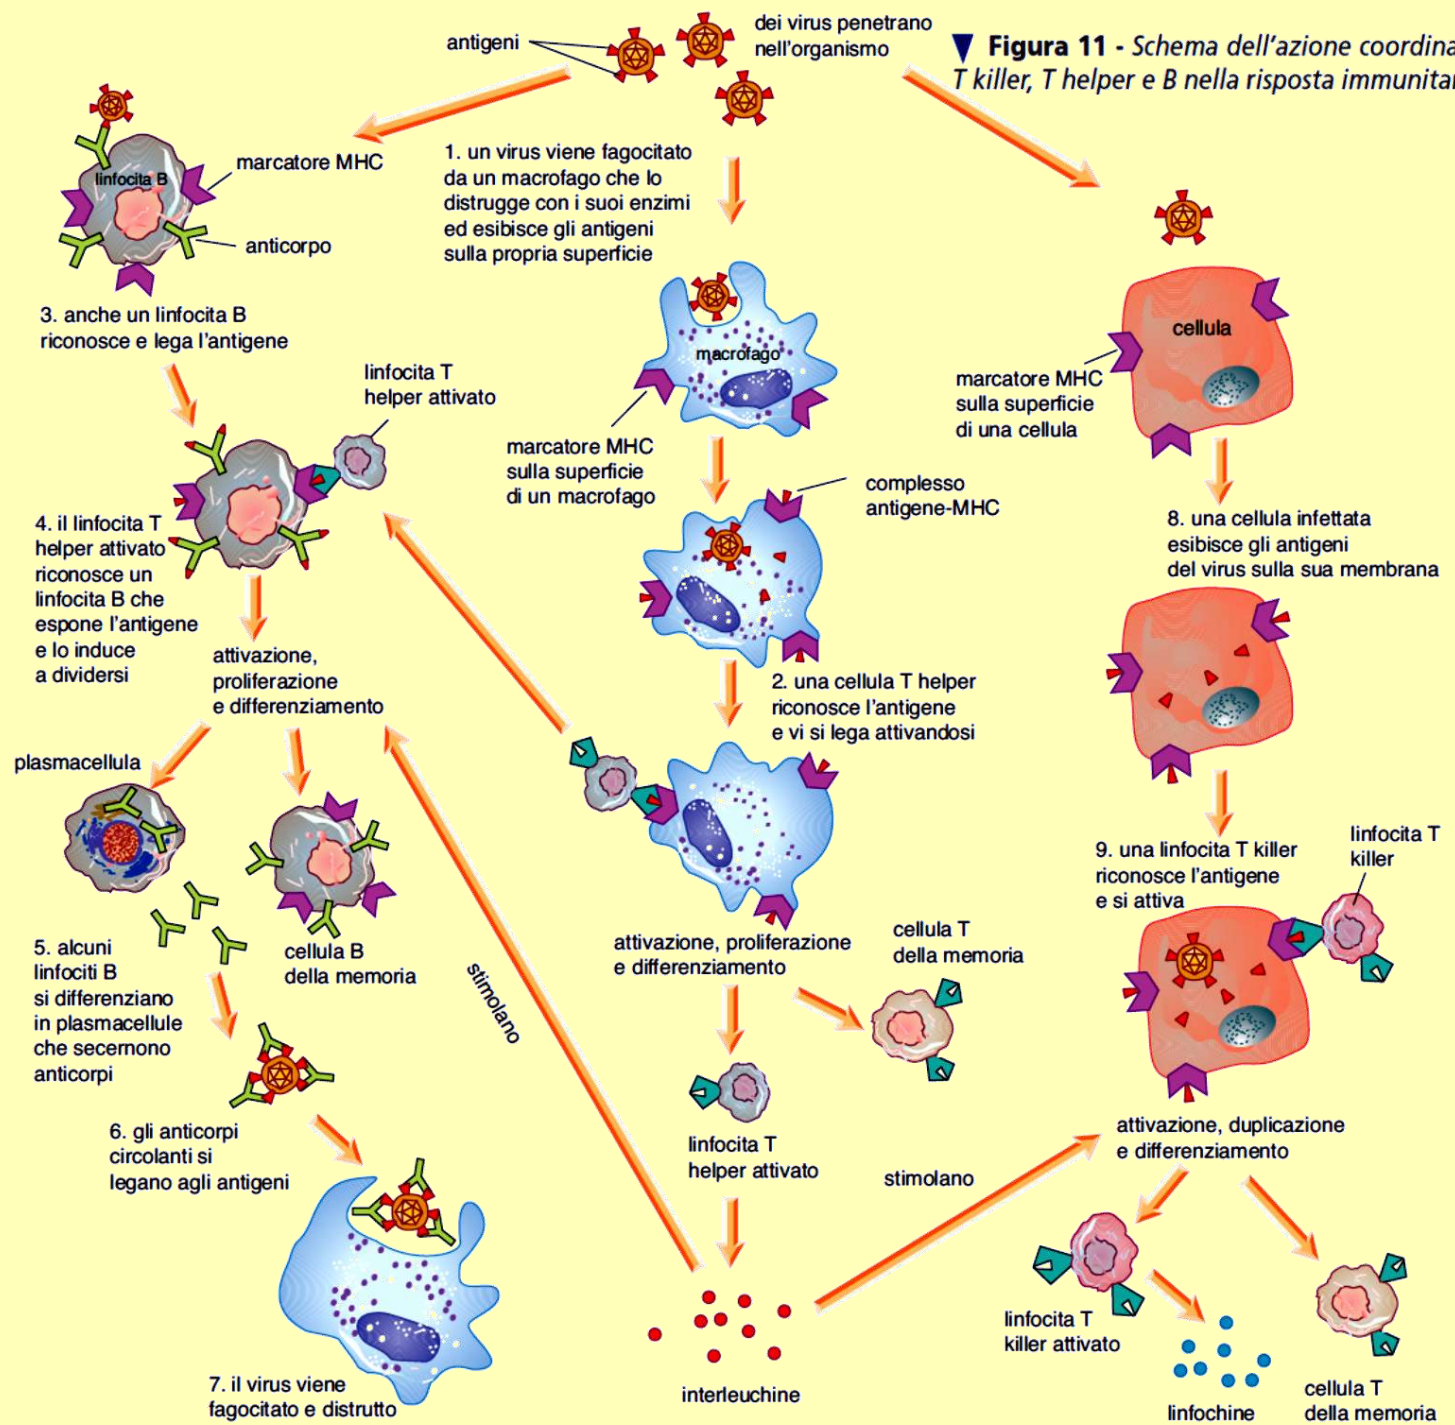 antigeni
dei virus penetrano
nell'organismo
▼ Figura 11 - Schema dell'azione coordina
T killer, T helper e B nella risposta immunitar
linfocita B
marcatore MHC
anticorpo
3. anche un linfocita B
riconosce e lega l'antigene
1. un virus viene fagocitato
da un macrofago che lo
distrugge con i suoi enzimi
ed esibisce gli antigeni
sulla propria superficie
macrofago
marcatore MHC
sulla superficie
di un macrofago
cellula
marcatore MHC
sulla superficie
di una cellula
linfocita T
helper attivato
complesso
antigene-MHC
4. il linfocita T
helper attivato
riconosce un
linfocita B che
espone l'antigene
e lo induce
a dividersi
8. una cellula infettata
esibisce gli antigeni
del virus sulla sua membrana
attivazione,
proliferazione
e differenziamento
2. una cellula T helper
riconosce l'antigene
e vi si lega attivandosi
plasmacellula
cellula B
della memoria
5. alcuni
linfociti B
si differenziano
in plasmacellule
che secernono
anticorpi
stimolano
attivazione, proliferazione
e differenziamento
cellula T
della memoria
9. una linfocita T killer
riconosce l'antigene
e si attiva
linfocita T
killer
6. gli anticorpi
circolanti si
legano agli antigeni
linfocita T
helper attivato
stimolano
attivazione, duplicazione
e differenziamento
7. il virus viene
fagocitato e distrutto
interleuchine
linfocita T
killer attivato
linfochine
cellula T
della memoria